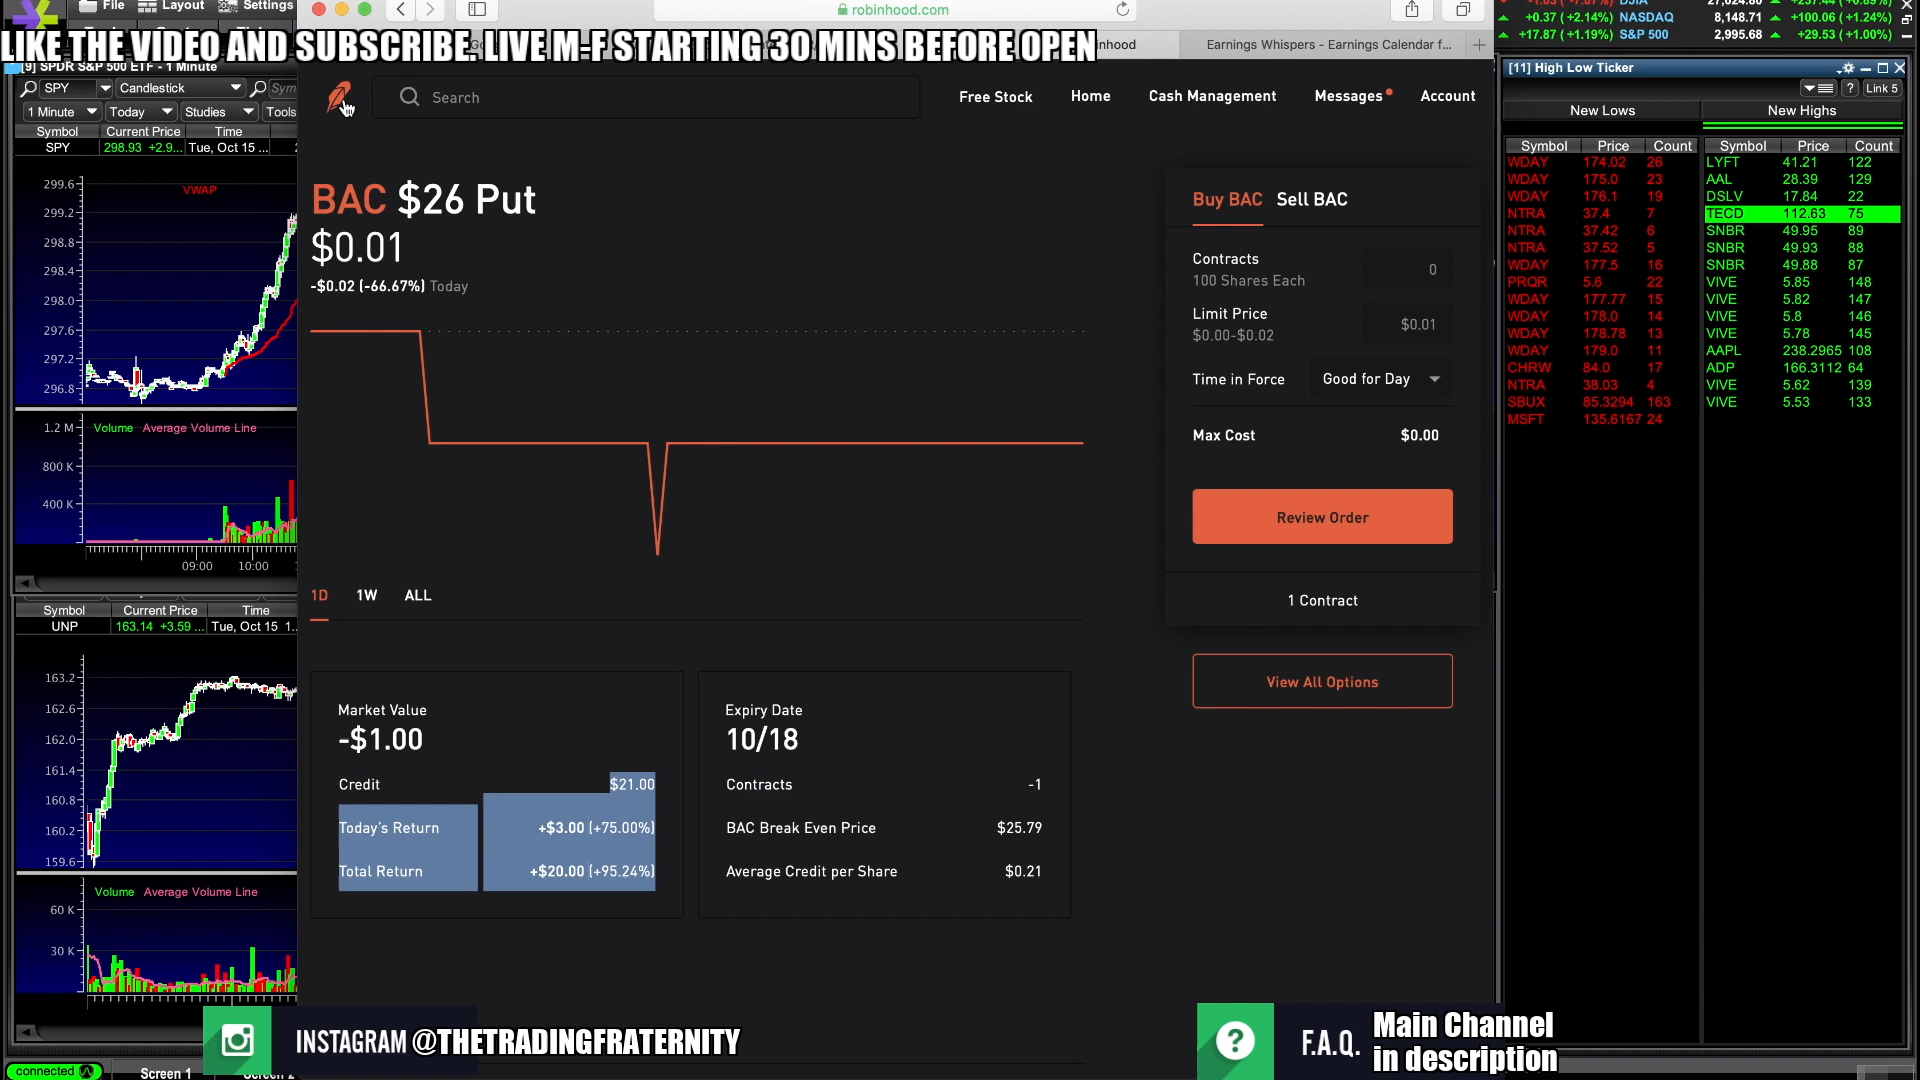 File
Layout
Settings
LIKE THE VIDEO AND SUBSCRIBE. LIVE M-F STARTING 30 MINS BEFORE OPEN
robinhood.com
nhood
Earnings Whispers - Earnings Calendar f...
27,024.80 +237.44 (+0.89%)
+0.37 (+2.14%) NASDAQ 8,148.71 +100.06 (+1.24%)
+17.87 (+1.19%) S&P 500 2,995.68 +29.53 (+1.00%)
[9] SPDR S&P 500 ETF - 1 Minute
SPY Candlestick
1 Minute Today Studies Tools
Symbol Current Price Time
SPY 298.93 +2.9... Tue, Oct 15 ...
VWAP
299.6
299.2
298.8
298.4
298.0
297.6
297.2
296.8
1.2 M
Volume Average Volume Line
800 K
400 K
09:00 10:00
Symbol Current Price Time
UNP 163.14 +3.59 ... Tue, Oct 15 1...
163.2
162.6
162.0
161.4
160.8
160.2
159.6
Volume Average Volume Line
60 K
30 K
connected
Screen 1
Screen 2
Search
Free Stock
Home
Cash Management
Messages
Account
BAC $26 Put
$0.01
-$0.02 (-66.67%) Today
1D 1W ALL
Market Value
-$1.00
Credit $21.00
Today's Return +$3.00 (+75.00%)
Total Return +$20.00 (+95.24%)
Expiry Date
10/18
Contracts -1
BAC Break Even Price $25.79
Average Credit per Share $0.21
Buy BAC Sell BAC
Contracts
100 Shares Each
0
Limit Price
$0.00-$0.02
$0.01
Time in Force Good for Day
Max Cost $0.00
Review Order
1 Contract
View All Options
[11] High Low Ticker
? Link 5
New Lows New Highs
Symbol Price Count Symbol Price Count
WDAY 174.02 26 LYFT 41.21 122
WDAY 175.0 23 AAL 28.39 129
WDAY 176.1 19 DSLV 17.84 22
NTRA 37.4 7 TECD 112.63 75
NTRA 37.42 6 SNBR 49.95 89
NTRA 37.52 5 SNBR 49.93 88
WDAY 177.5 16 SNBR 49.88 87
PRQR 5.6 22 VIVE 5.85 148
WDAY 177.77 15 VIVE 5.82 147
WDAY 178.0 14 VIVE 5.8 146
WDAY 178.78 13 VIVE 5.78 145
WDAY 179.0 11 AAPL 238.2965 108
CHRW 84.0 17 ADP 166.3112 64
NTRA 38.03 4 VIVE 5.62 139
SBUX 85.3294 163 VIVE 5.53 133
MSFT 135.6167 24
INSTAGRAM @THETRADINGFRATERNITY
?
F.A.Q.
Main Channel
in description